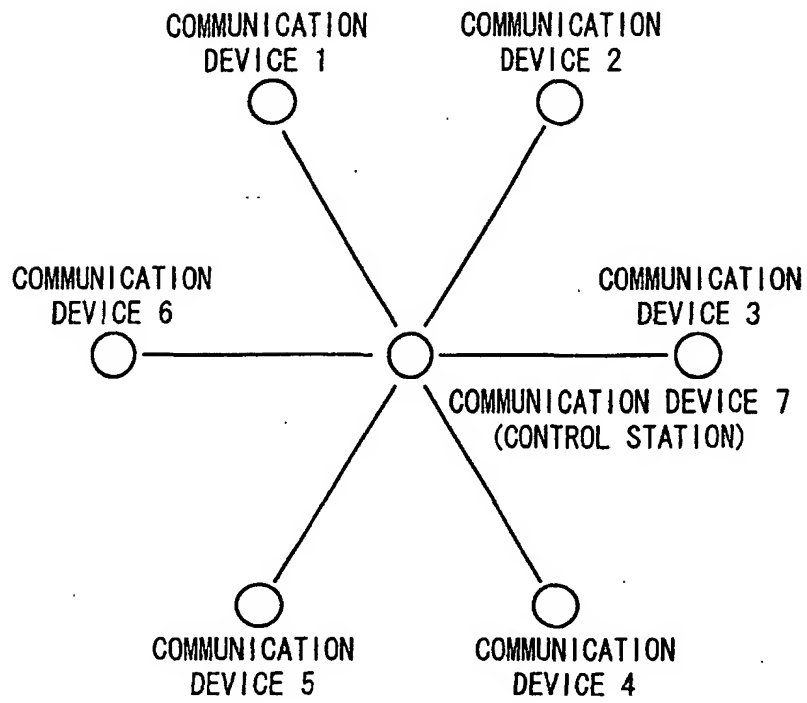 COMMUNICATION
DEVICE 1
COMMUNICATION
DEVICE 2
COMMUNICATION
DEVICE 6
COMMUNICATION
DEVICE 3
COMMUNICATION DEVICE 7
(CONTROL STATION)
COMMUNICATION
DEVICE 5
COMMUNICATION
DEVICE 4